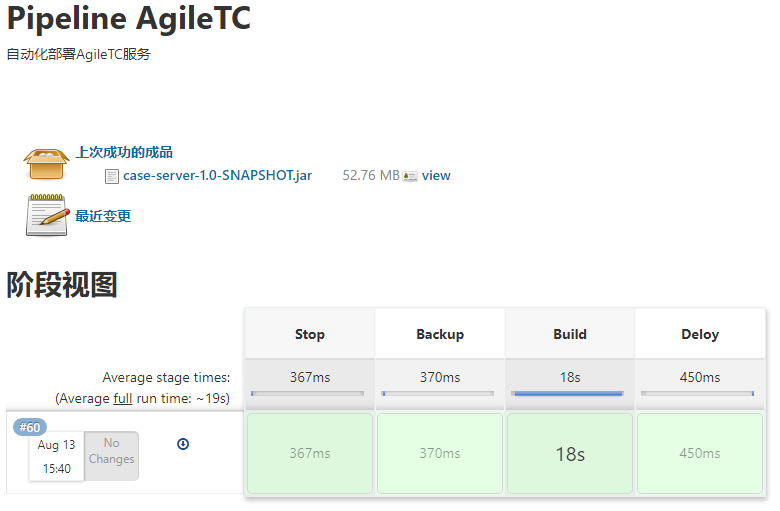 Pipeline AgileTC
自动化部署AgileTC服务
上次成功的成品
case-server-1.0-SNAPSHOT.jar 52.76 MB view
最近变更
阶段视图
Stop Backup Build Deloy
Average stage times: 367ms 370ms 18s 450ms
(Average full run time: ~19s)
#60
Aug 13 No
Changes
15:40
367ms 370ms 18s 450ms